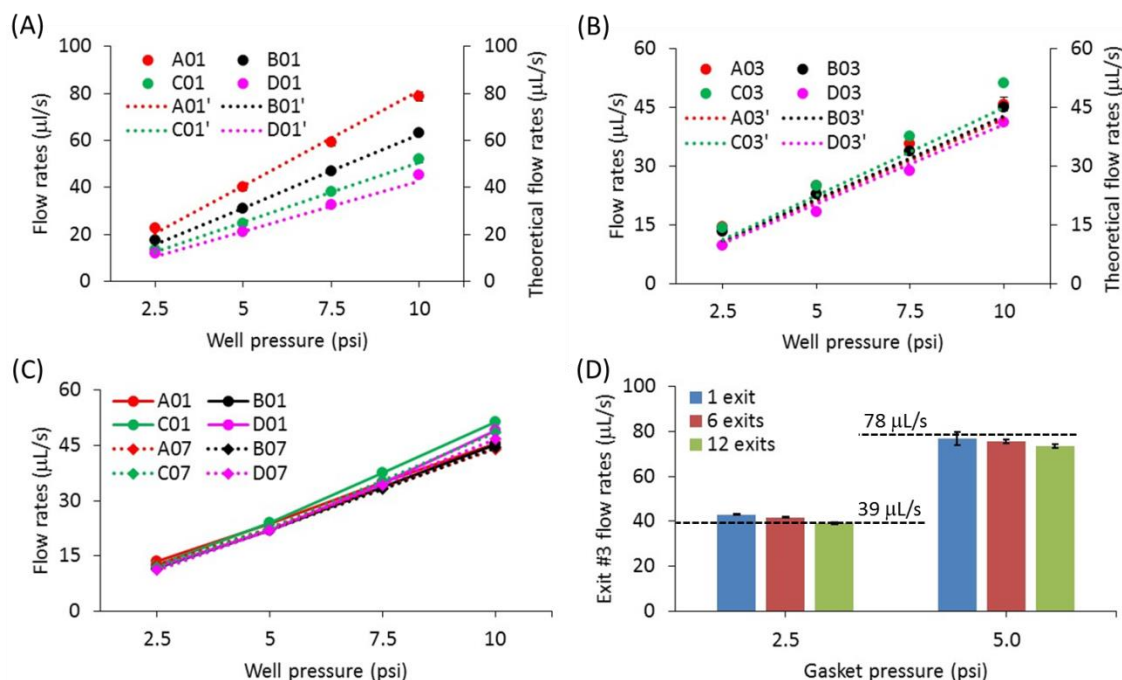 (A)
Flow rates (μl/s)
100
80
60
40
20
0
A01
B01
C01
D01
A01'
B01'
C01'
D01'
100
80
60
40
20
0
Theoretical flow rates (μL/s)
2.5 5 7.5 10
Well pressure (psi)
(B)
Flow rates (μL/s)
60
45
30
15
0
A03
B03
C03
D03
A03'
B03'
C03'
D03'
60
45
30
15
0
Theoretical flow rates (μL/s)
2.5 5 7.5 10
Well pressure (psi)
(C)
Flow rates (μL/s)
60
45
30
15
0
A01
B01
C01
D01
A07
B07
C07
D07
2.5 5 7.5 10
Well pressure (psi)
(D)
Exit #3 flow rates (μL/s)
100
80
60
40
20
0
1 exit
6 exits
12 exits
78 μL/s
39 μL/s
2.5 5.0
Gasket pressure (psi)